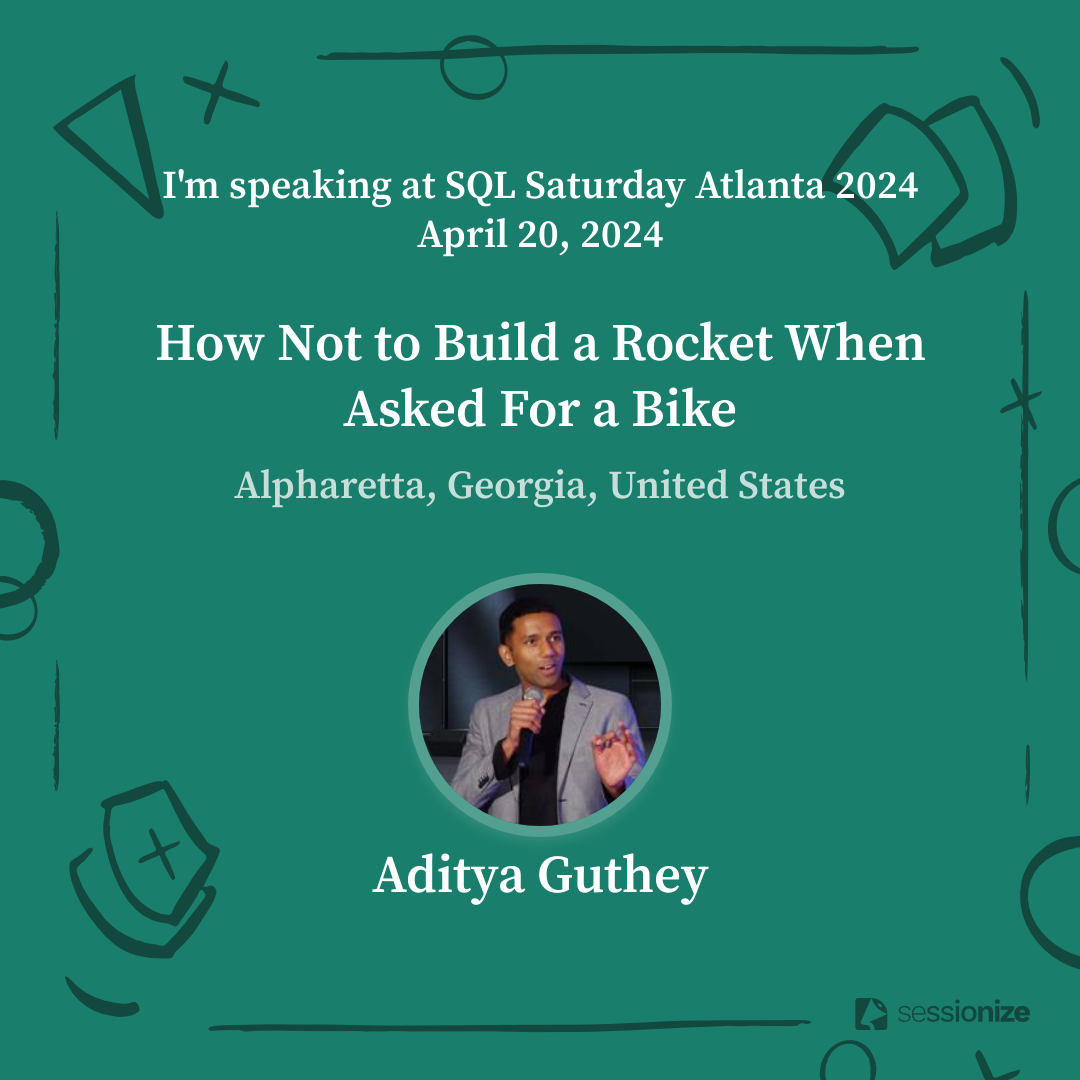 I'm speaking at SQL Saturday Atlanta 2024
April 20, 2024
How Not to Build a Rocket When
Asked For a Bike
Alpharetta, Georgia, United States
Aditya Guthey
sessionize